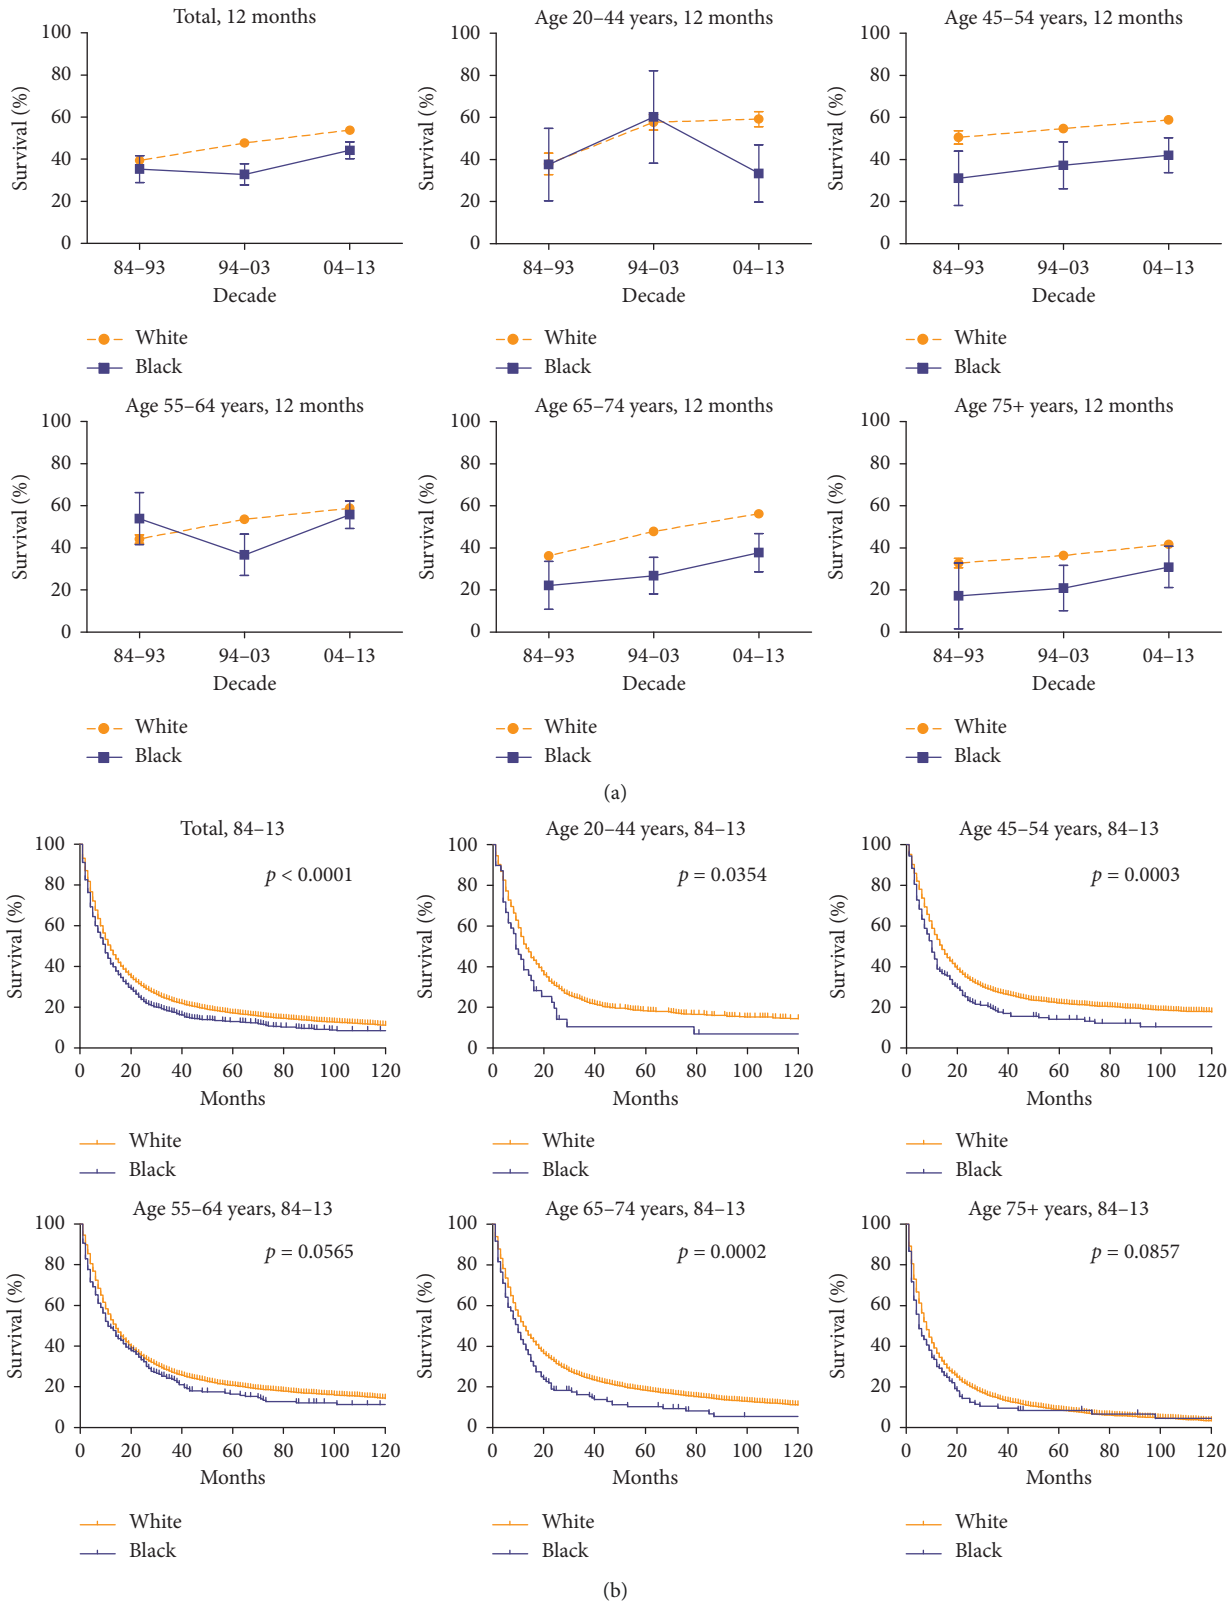 Total, 12 months
Survival (%)
100
80
60
40
20
0
84–93
94–03
04–13
Decade
White
Black
Age 20–44 years, 12 months
Survival (%)
100
80
60
40
20
0
84–93
94–03
04–13
Decade
White
Black
Age 45–54 years, 12 months
Survival (%)
100
80
60
40
20
0
84–93
94–03
04–13
Decade
White
Black
Age 55–64 years, 12 months
Survival (%)
100
80
60
40
20
0
84–93
94–03
04–13
Decade
White
Black
Age 65–74 years, 12 months
Survival (%)
100
80
60
40
20
0
84–93
94–03
04–13
Decade
White
Black
Age 75+ years, 12 months
Survival (%)
100
80
60
40
20
0
84–93
94–03
04–13
Decade
White
Black
(a)
Total, 84–13
p < 0.0001
Survival (%)
100
80
60
40
20
0
0 20 40 60 80 100 120
Months
White
Black
Age 20–44 years, 84–13
p = 0.0354
Survival (%)
100
80
60
40
20
0
0 20 40 60 80 100 120
Months
White
Black
Age 45–54 years, 84–13
p = 0.0003
Survival (%)
100
80
60
40
20
0
0 20 40 60 80 100 120
Months
White
Black
Age 55–64 years, 84–13
p = 0.0565
Survival (%)
100
80
60
40
20
0
0 20 40 60 80 100 120
Months
White
Black
Age 65–74 years, 84–13
p = 0.0002
Survival (%)
100
80
60
40
20
0
0 20 40 60 80 100 120
Months
White
Black
Age 75+ years, 84–13
p = 0.0857
Survival (%)
100
80
60
40
20
0
0 20 40 60 80 100 120
Months
White
Black
(b)